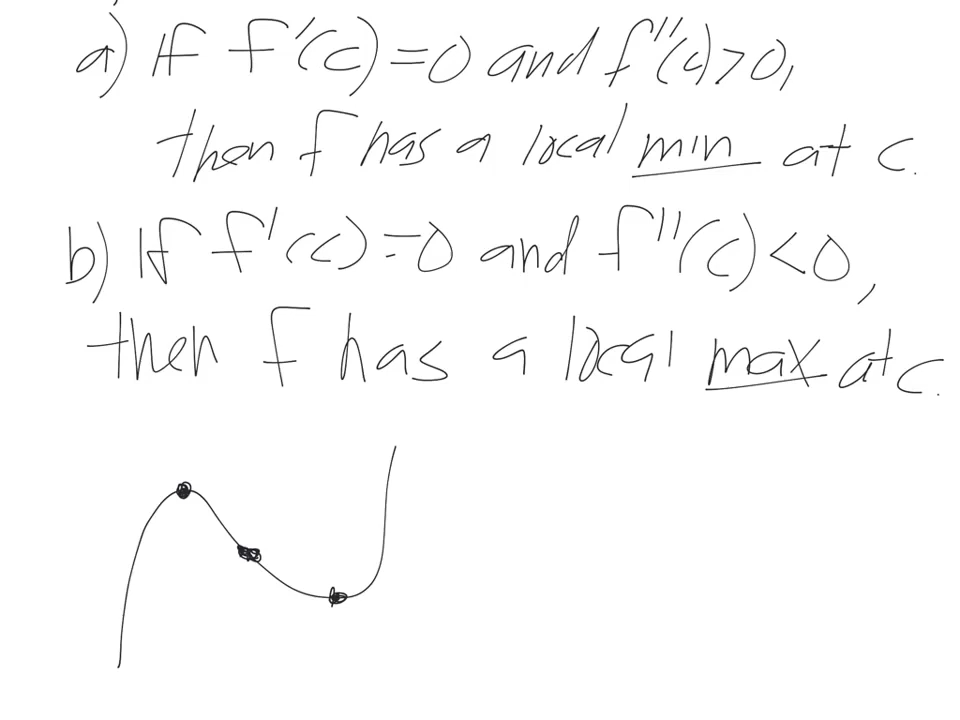 a) If f'(c)=0 and f''(c)>0,
then f has a local min at c.
b) If f'(c)=0 and f''(c)<0,
then f has a local max at c.